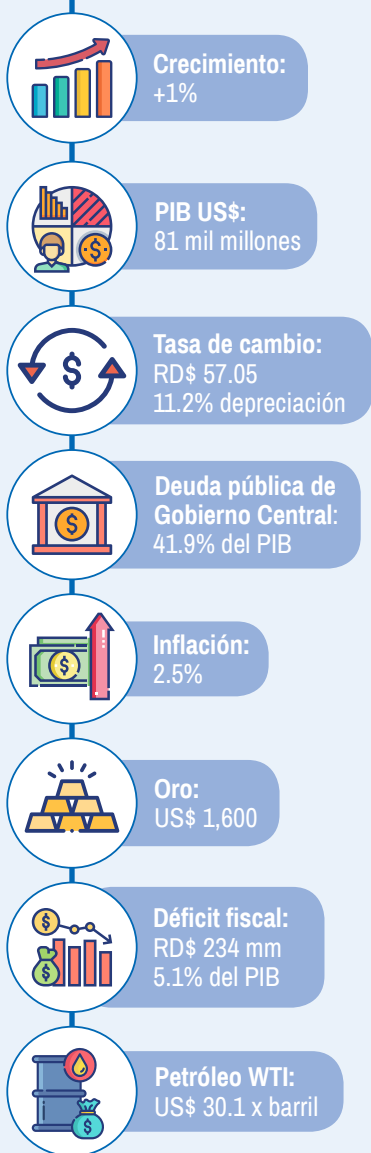 Crecimiento:
+1%
PIB US$:
81 mil millones
Tasa de cambio:
RD$ 57.05
11.2% depreciación
Deuda pública de
Gobierno Central:
41.9% del PIB
Inflación:
2.5%
Oro:
US$ 1,600
Déficit fiscal:
RD$ 234 mm
5.1% del PIB
Petróleo WTI:
US$ 30.1 x barril